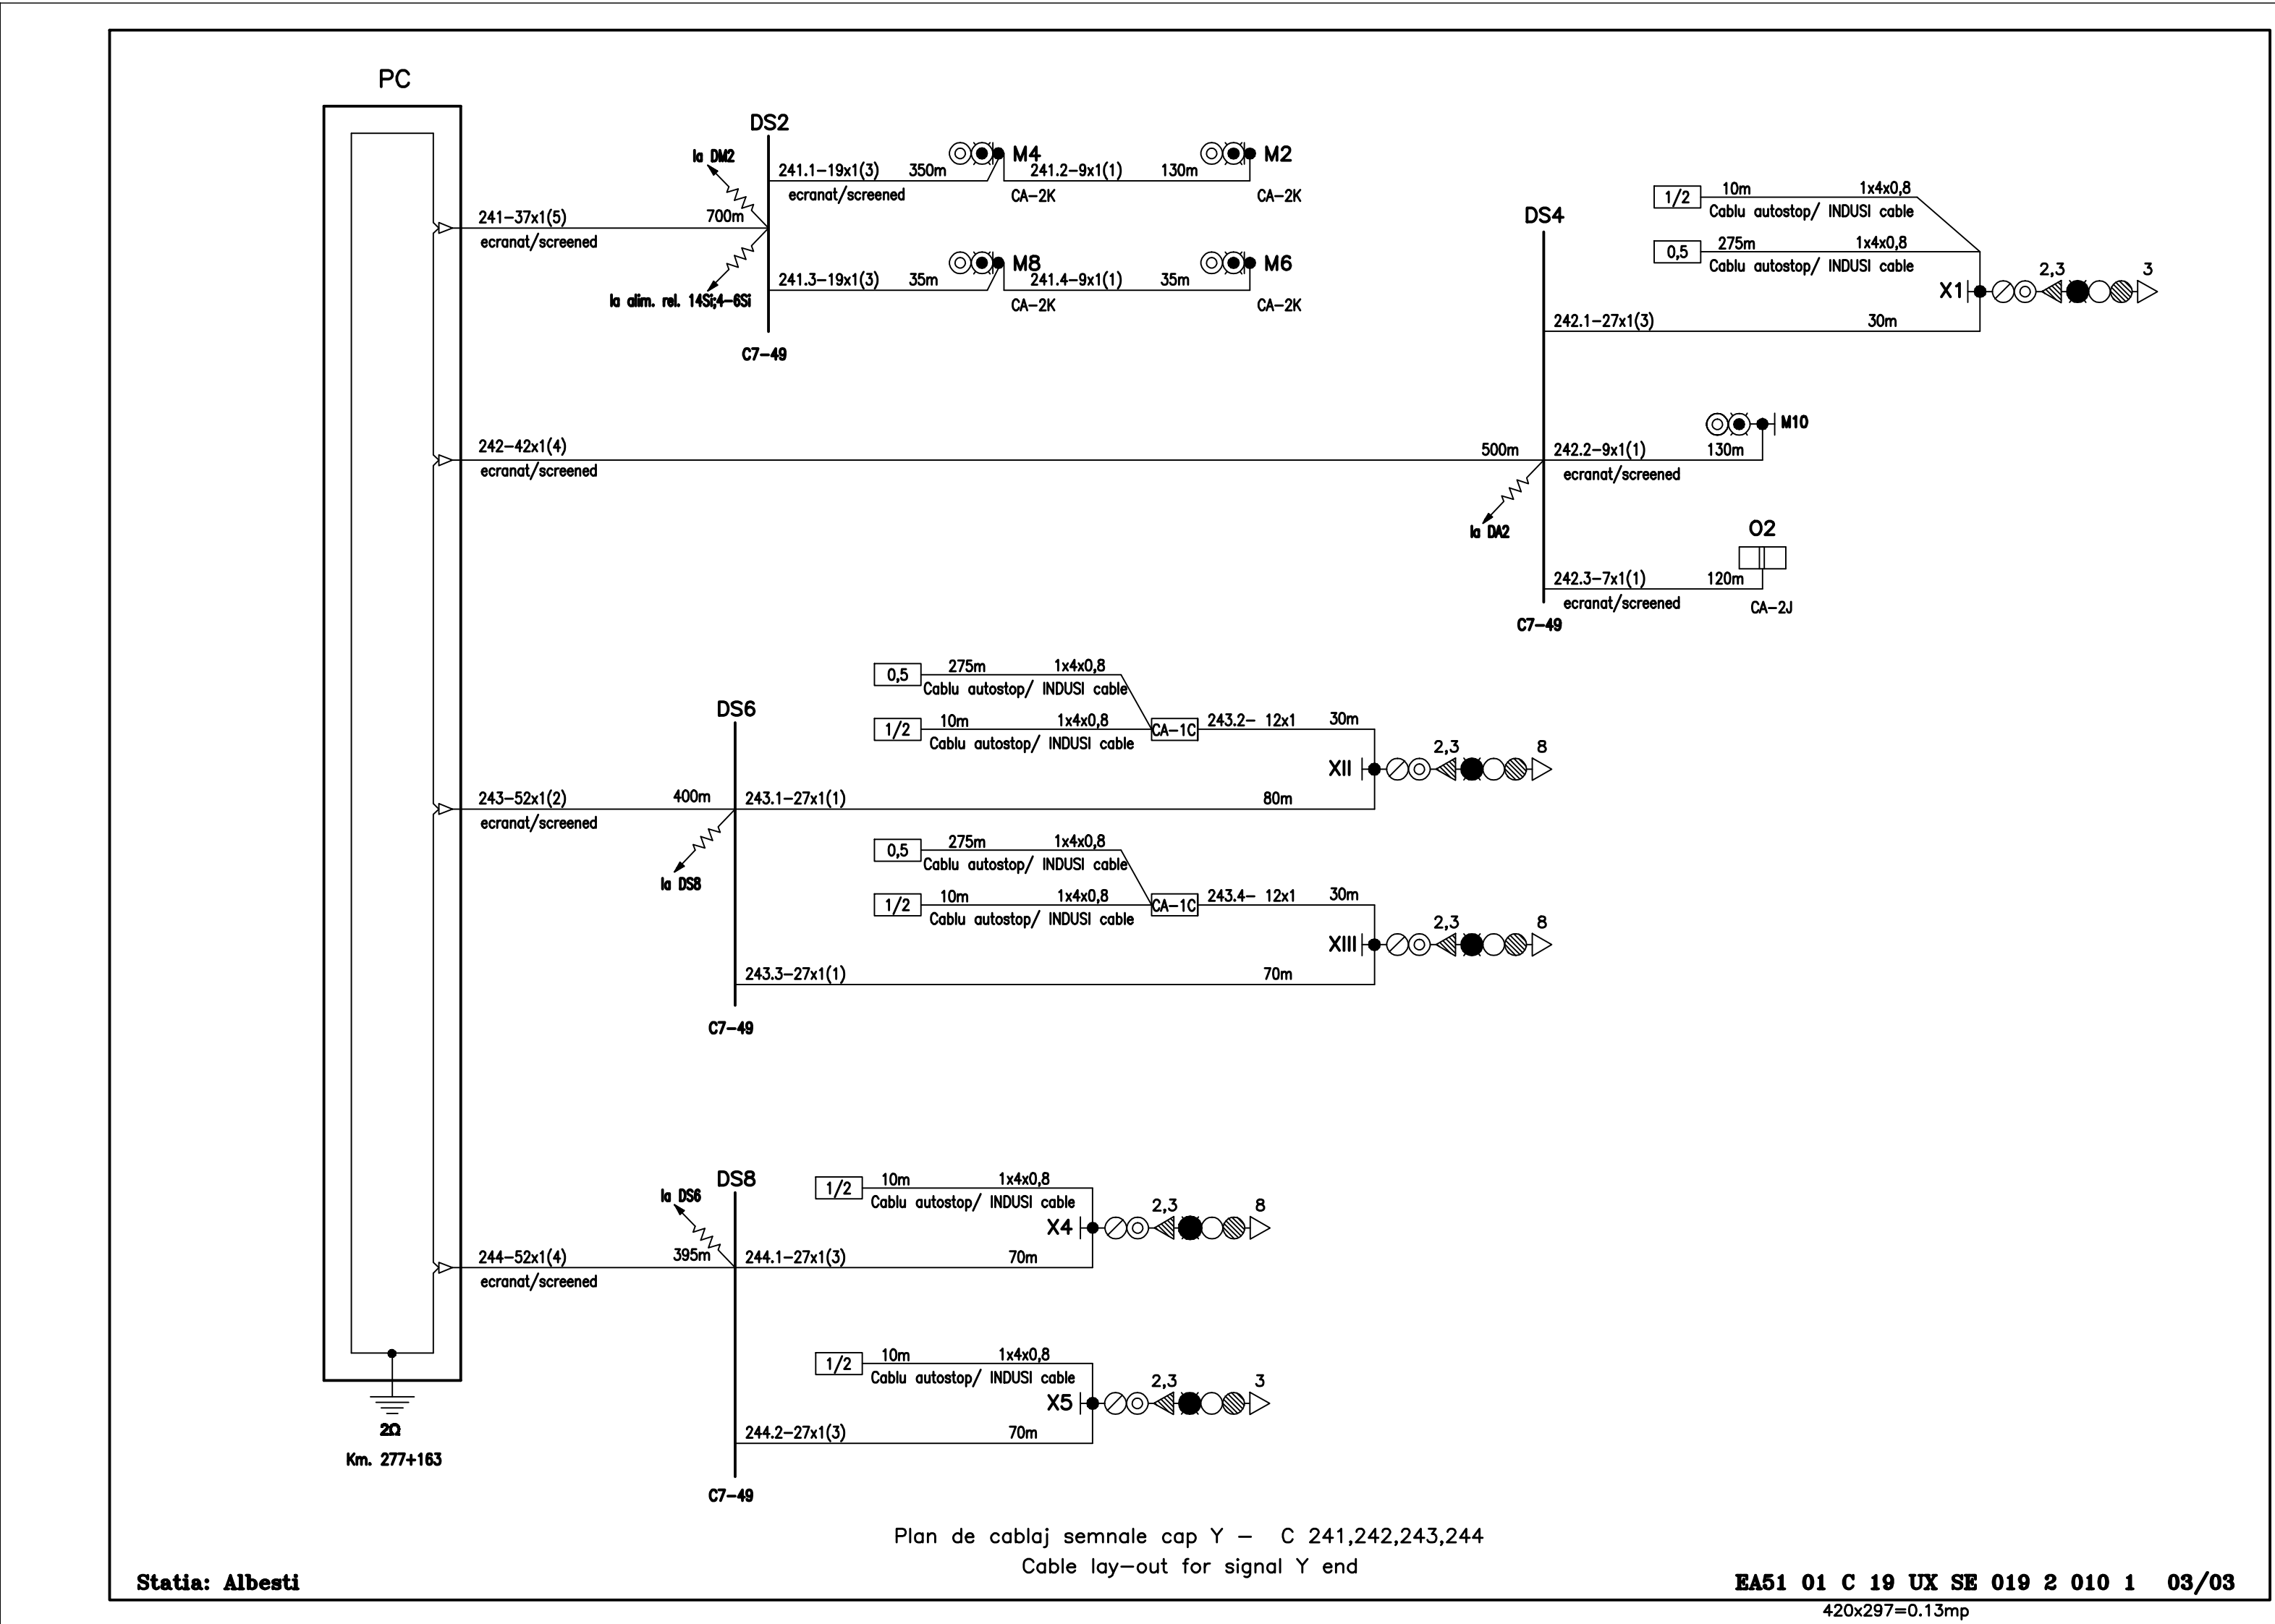 PC
DS2
la DM2
241.1-19x1(3) 350m
ecranat/screened
M4
241.2-9x1(1) 130m
CA-2K
M2
CA-2K
241-37x1(5) 700m
ecranat/screened
la alim. rel. 14Si;4-6Si
241.3-19x1(3) 35m
M8
241.4-9x1(1) 35m
CA-2K
M6
CA-2K
C7-49
DS4
1/2 10m 1x4x0,8
Cablu autostop/ INDUSI cable
0,5 275m 1x4x0,8
Cablu autostop/ INDUSI cable
2,3 3
X1
242.1-27x1(3) 30m
242-42x1(4) 500m
ecranat/screened
la DA2
M10
242.2-9x1(1) 130m
ecranat/screened
O2
242.3-7x1(1) 120m
ecranat/screened
CA-2J
C7-49
DS6
0,5 275m 1x4x0,8
Cablu autostop/ INDUSI cable
1/2 10m 1x4x0,8
Cablu autostop/ INDUSI cable
CA-1C
243.2- 12x1 30m
2,3 8
XII
243-52x1(2) 400m
ecranat/screened
243.1-27x1(1) 80m
la DS8
0,5 275m 1x4x0,8
Cablu autostop/ INDUSI cable
1/2 10m 1x4x0,8
Cablu autostop/ INDUSI cable
CA-1C
243.4- 12x1 30m
2,3 8
XIII
243.3-27x1(1) 70m
C7-49
DS8
la DS6
1/2 10m 1x4x0,8
Cablu autostop/ INDUSI cable
2,3 8
X4
244-52x1(4) 395m
ecranat/screened
244.1-27x1(3) 70m
1/2 10m 1x4x0,8
Cablu autostop/ INDUSI cable
2,3 3
X5
244.2-27x1(3) 70m
C7-49
2Ω
Km. 277+163
Plan de cablaj semnale cap Y - C 241,242,243,244
Cable lay-out for signal Y end
Statia: Albesti
EA51 01 C 19 UX SE 019 2 010 1 03/03
420x297=0.13mp